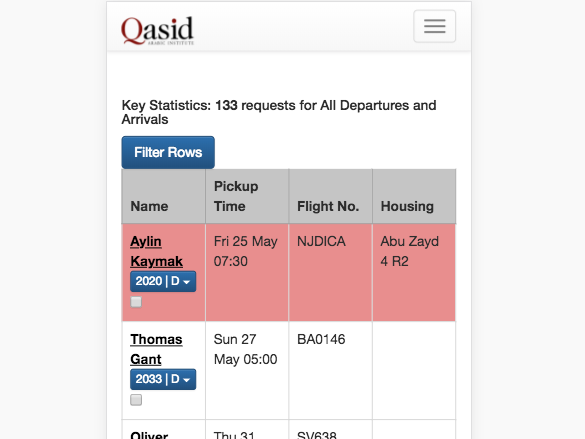 Qasid
ARABIC INSTITUTE
Key Statistics: 133 requests for All Departures and
Arrivals
Filter Rows
Name Pickup Time Flight No. Housing
Aylin Kaymak Fri 25 May 07:30 NJDICA Abu Zayd 4 R2
2020 | D
Thomas Gant Sun 27 May 05:00 BA0146
2033 | D
Oliver Thu 31 SV638